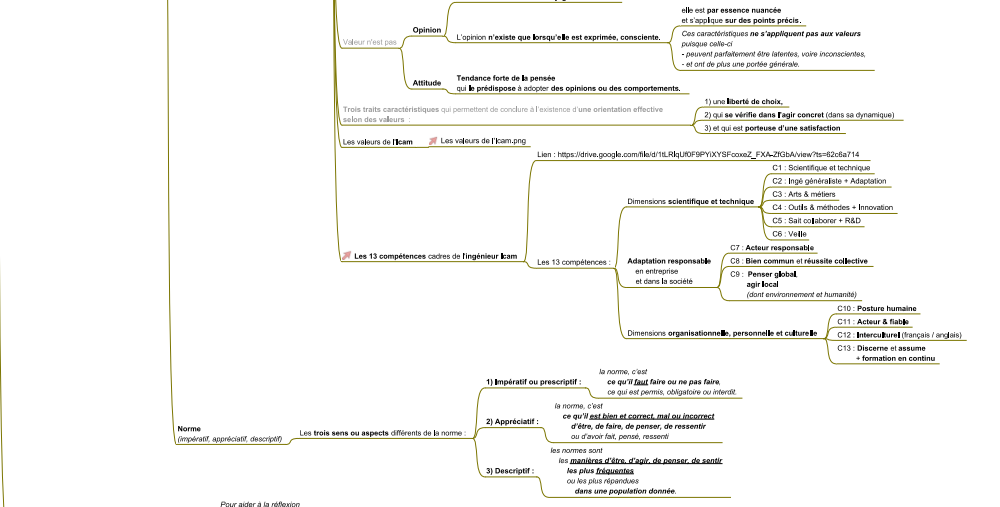 elle est par essence nuancée
et s'applique sur des points précis.
Opinion
L'opinion n'existe que lorsqu'elle est exprimée, consciente.
Ces caractéristiques ne s'appliquent pas aux valeurs
puisque celle-ci
- peuvent parfaitement être latentes, voire inconscientes,
- et ont de plus une portée générale.
Valeur n'est pas
Attitude
Tendance forte de la pensée
qui le prédispose à adopter des opinions ou des comportements.
Trois traits caractéristiques qui permettent de conclure à l'existence d'une orientation effective
selon des valeurs :
1) une liberté de choix,
2) qui se vérifie dans l'agir concret (dans sa dynamique)
3) et qui est porteuse d'une satisfaction
Les valeurs de l'Icam
Les valeurs de l'Icam.png
Les 13 compétences cadres de l'ingénieur Icam
Lien : https://drive.google.com/file/d/1tLRlqUf0F9PYiXYSFcoxeZ_FXA-ZfGbA/view?ts=62c6a714
Les 13 compétences :
Dimensions scientifique et technique
C1 : Scientifique et technique
C2 : Ingé généraliste + Adaptation
C3 : Arts & métiers
C4 : Outils & méthodes + Innovation
C5 : Sait collaborer + R&D
C6 : Veille
Adaptation responsable
en entreprise
et dans la société
C7 : Acteur responsable
C8 : Bien commun et réussite collective
C9 : Penser global,
agir local
(dont environnement et humanité)
Dimensions organisationnelle, personnelle et culturelle
C10 : Posture humaine
C11 : Acteur & fiable
C12 : Interculturel (français / anglais)
C13 : Discerne et assume
+ formation en continu
Norme
(impératif, appréciatif, descriptif)
Les trois sens ou aspects différents de la norme :
1) Impératif ou prescriptif :
la norme, c'est
ce qu'il faut faire ou ne pas faire,
ce qui est permis, obligatoire ou interdit.
2) Appréciatif :
la norme, c'est
ce qu'il est bien et correct, mal ou incorrect
d'être, de faire, de penser, de ressentir
ou d'avoir fait, pensé, ressenti
3) Descriptif :
les normes sont
les manières d'être, d'agir, de penser, de sentir
les plus fréquentes
ou les plus répandues
dans une population donnée.
Pour aider à la réflexion